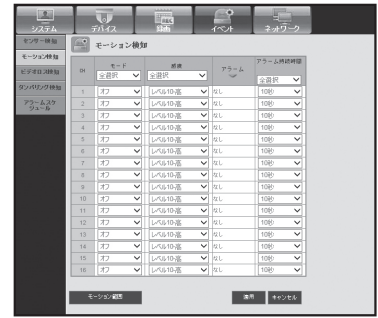 システム デバイス 録画 イベント ネットワーク
センサー検知
モーション検知
ビデオロス検知
タンパリング検知
アラームスケジュール
モーション検知
CH モード 感度 アラーム アラーム持続時間
全選択 全選択 全選択
1 オフ レベル10-高 なし 10秒
2 オフ レベル10-高 なし 10秒
3 オフ レベル10-高 なし 10秒
4 オフ レベル10-高 なし 10秒
5 オフ レベル10-高 なし 10秒
6 オフ レベル10-高 なし 10秒
7 オフ レベル10-高 なし 10秒
8 オフ レベル10-高 なし 10秒
9 オフ レベル10-高 なし 10秒
10 オフ レベル10-高 なし 10秒
11 オフ レベル10-高 なし 10秒
12 オフ レベル10-高 なし 10秒
13 オフ レベル10-高 なし 10秒
14 オフ レベル10-高 なし 10秒
15 オフ レベル10-高 なし 10秒
16 オフ レベル10-高 なし 10秒
モーション範囲 適用 キャンセル